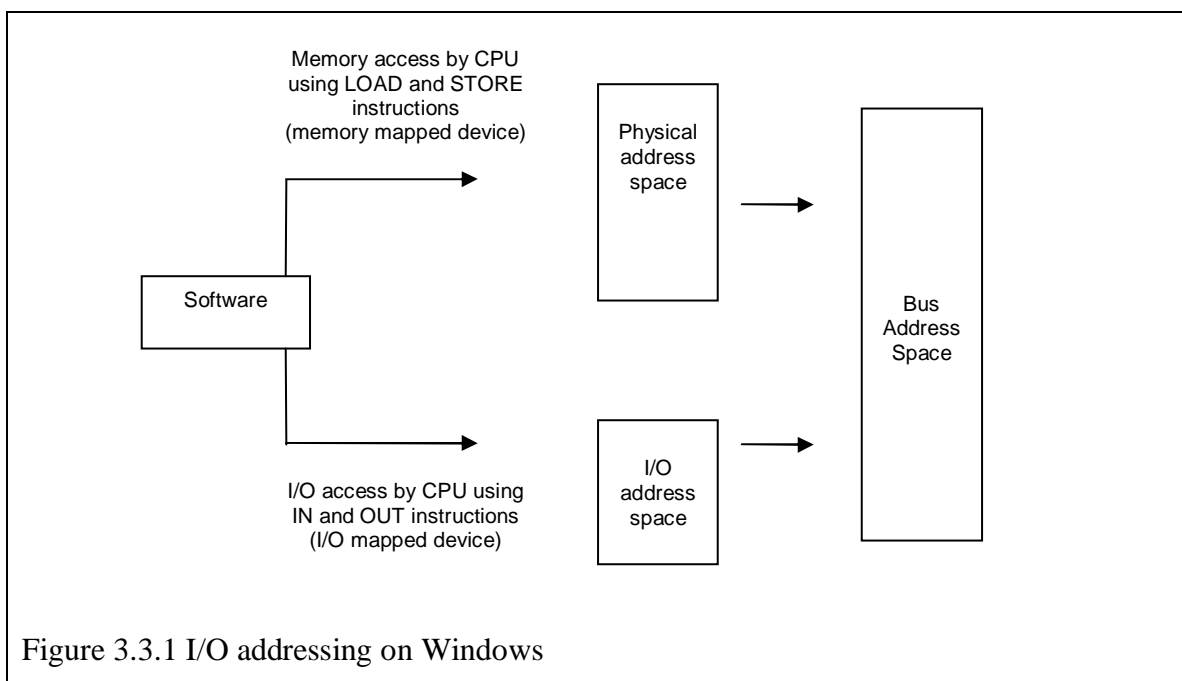 Memory access by CPU
using LOAD and STORE
instructions
(memory mapped device)
Physical
address
space
Software
Bus
Address
Space
I/O access by CPU using
IN and OUT instructions
(I/O mapped device)
I/O
address
space
Figure 3.3.1 I/O addressing on Windows